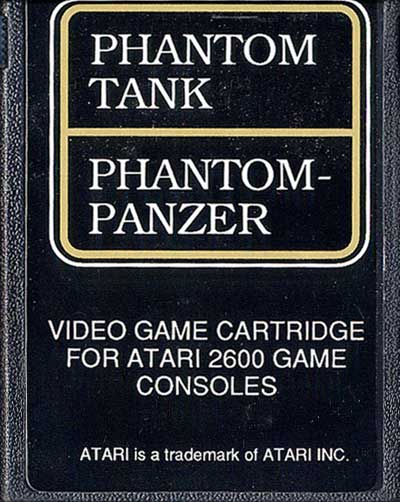 PHANTOM
TANK
PHANTOM-
PANZER
VIDEO GAME CARTRIDGE
FOR ATARI 2600 GAME
CONSOLES
ATARI is a trademark of ATARI INC.